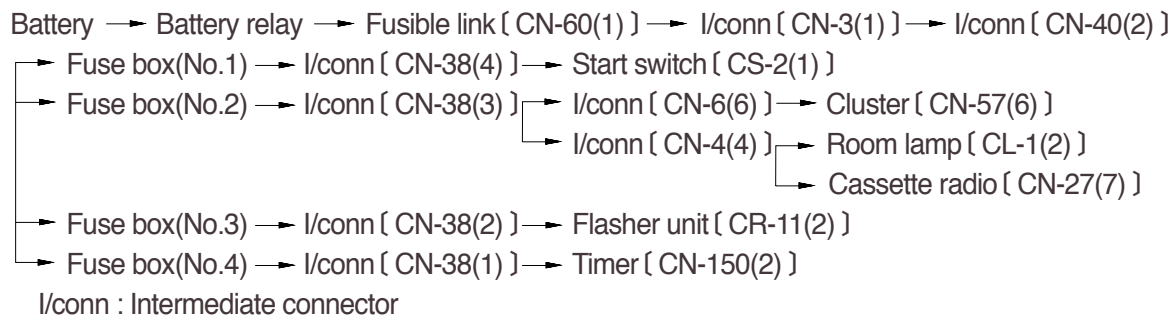 Battery → Battery relay → Fusible link〔 CN-60(1) 〕→ I/conn〔 CN-3(1) 〕→ I/conn〔 CN-40(2) 〕
→ Fuse box(No.1) → I/conn〔 CN-38(4) 〕→ Start switch〔 CS-2(1) 〕
→ Fuse box(No.2) → I/conn〔 CN-38(3) 〕→ I/conn〔 CN-6(6) 〕→ Cluster〔 CN-57(6) 〕
→ I/conn〔 CN-4(4) 〕→ Room lamp〔 CL-1(2) 〕
→ Cassette radio〔 CN-27(7) 〕
→ Fuse box(No.3) → I/conn〔 CN-38(2) 〕→ Flasher unit〔 CR-11(2) 〕
→ Fuse box(No.4) → I/conn〔 CN-38(1) 〕→ Timer〔 CN-150(2) 〕
I/conn : Intermediate connector